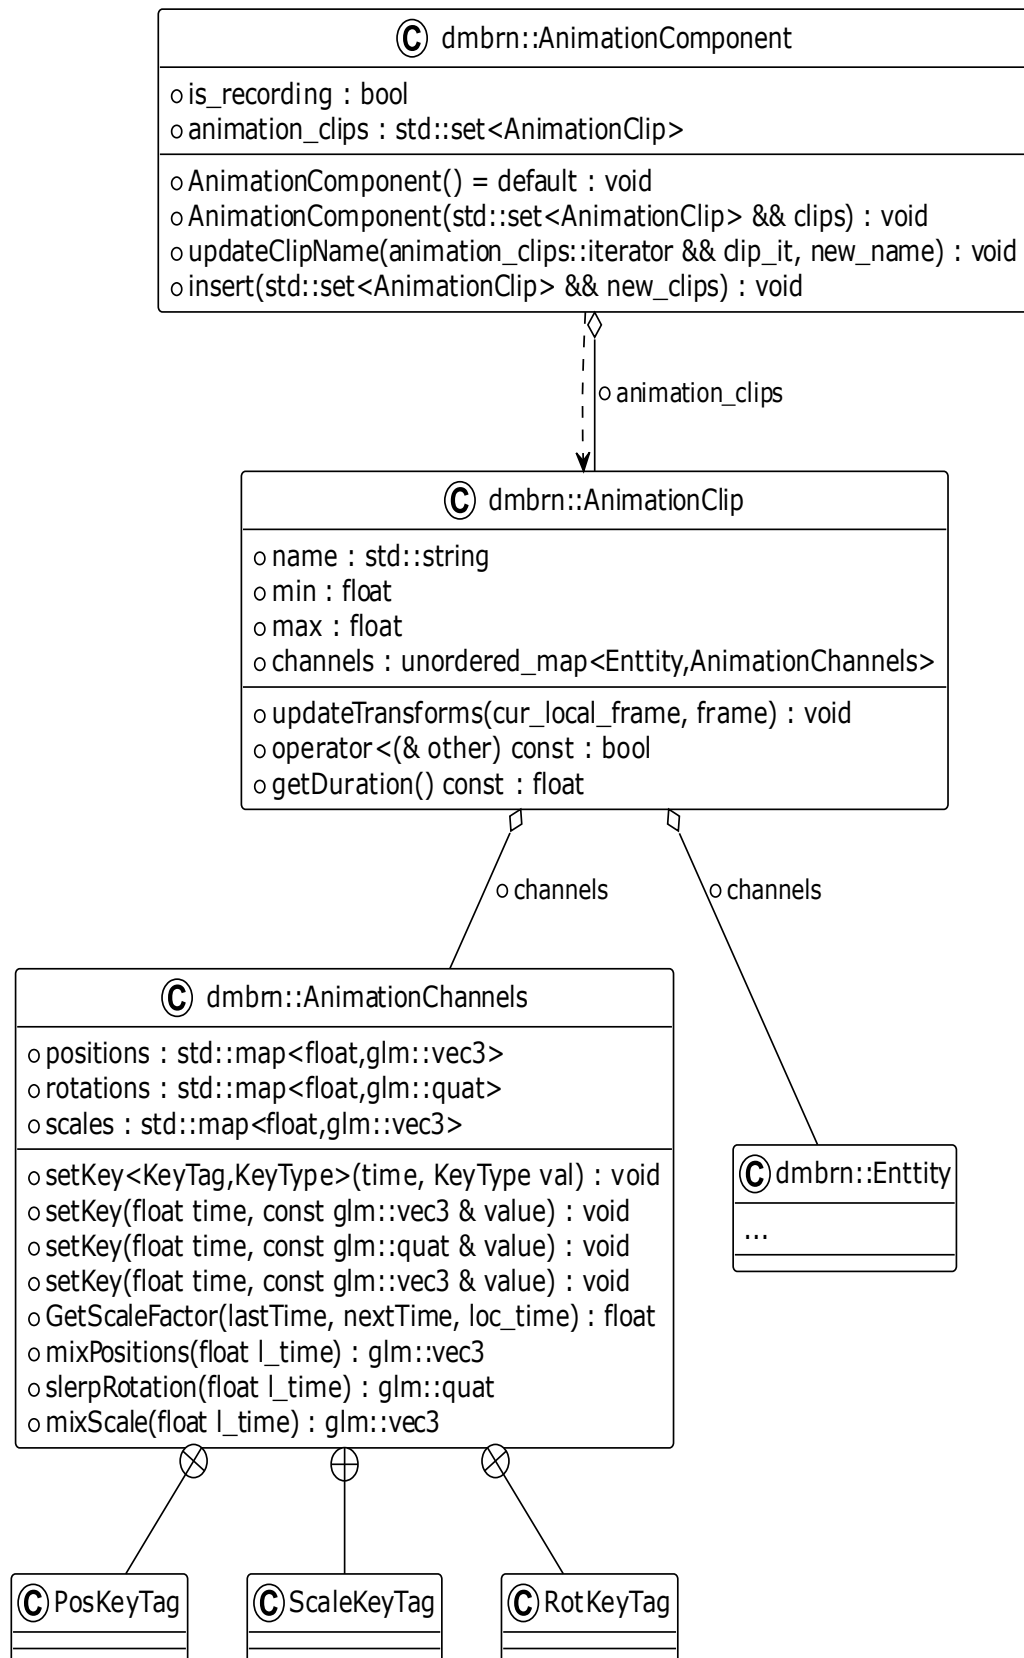 C dmbrn::AnimationComponent
is_recording : bool
animation_clips : std::set<AnimationClip>
AnimationComponent() = default : void
AnimationComponent(std::set<AnimationClip> && clips) : void
updateClipName(animation_clips::iterator && clip_it, new_name) : void
insert(std::set<AnimationClip> && new_clips) : void
animation_clips
C dmbrn::AnimationClip
name : std::string
min : float
max : float
channels : unordered_map<Enttity,AnimationChannels>
updateTransforms(cur_local_frame, frame) : void
operator<(& other) const : bool
getDuration() const : float
channels
channels
C dmbrn::AnimationChannels
positions : std::map<float,glm::vec3>
rotations : std::map<float,glm::quat>
scales : std::map<float,glm::vec3>
setKey<KeyTag,KeyType>(time, KeyType val) : void
setKey(float time, const glm::vec3 & value) : void
setKey(float time, const glm::quat & value) : void
setKey(float time, const glm::vec3 & value) : void
GetScaleFactor(lastTime, nextTime, loc_time) : float
mixPositions(float l_time) : glm::vec3
slerpRotation(float l_time) : glm::quat
mixScale(float l_time) : glm::vec3
C dmbrn::Enttity
...
C PosKeyTag
C ScaleKeyTag
C RotKeyTag